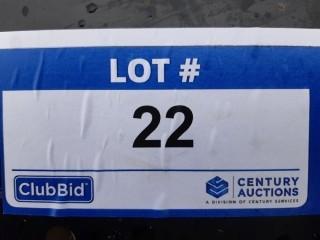 LOT #
22
ClubBid
CENTURY
AUCTIONS
A DIVISION OF CENTURY SERVICES